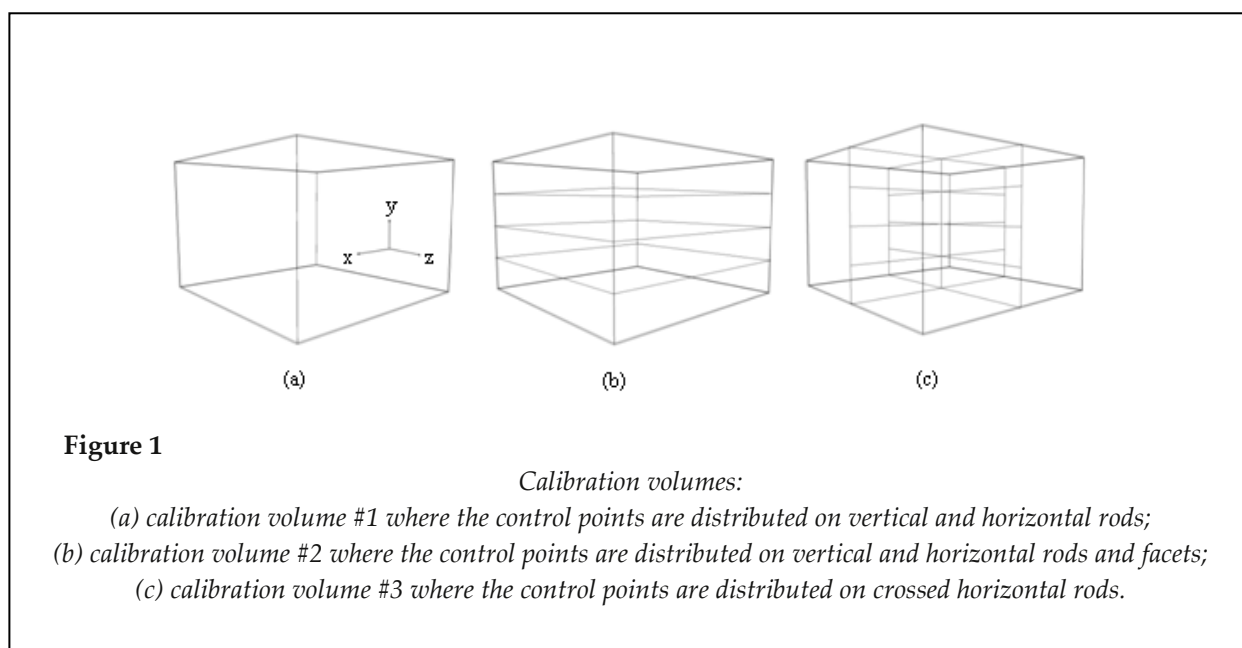 y
x
z
(a)
(b)
(c)
Figure 1
Calibration volumes:
(a) calibration volume #1 where the control points are distributed on vertical and horizontal rods;
(b) calibration volume #2 where the control points are distributed on vertical and horizontal rods and facets;
(c) calibration volume #3 where the control points are distributed on crossed horizontal rods.